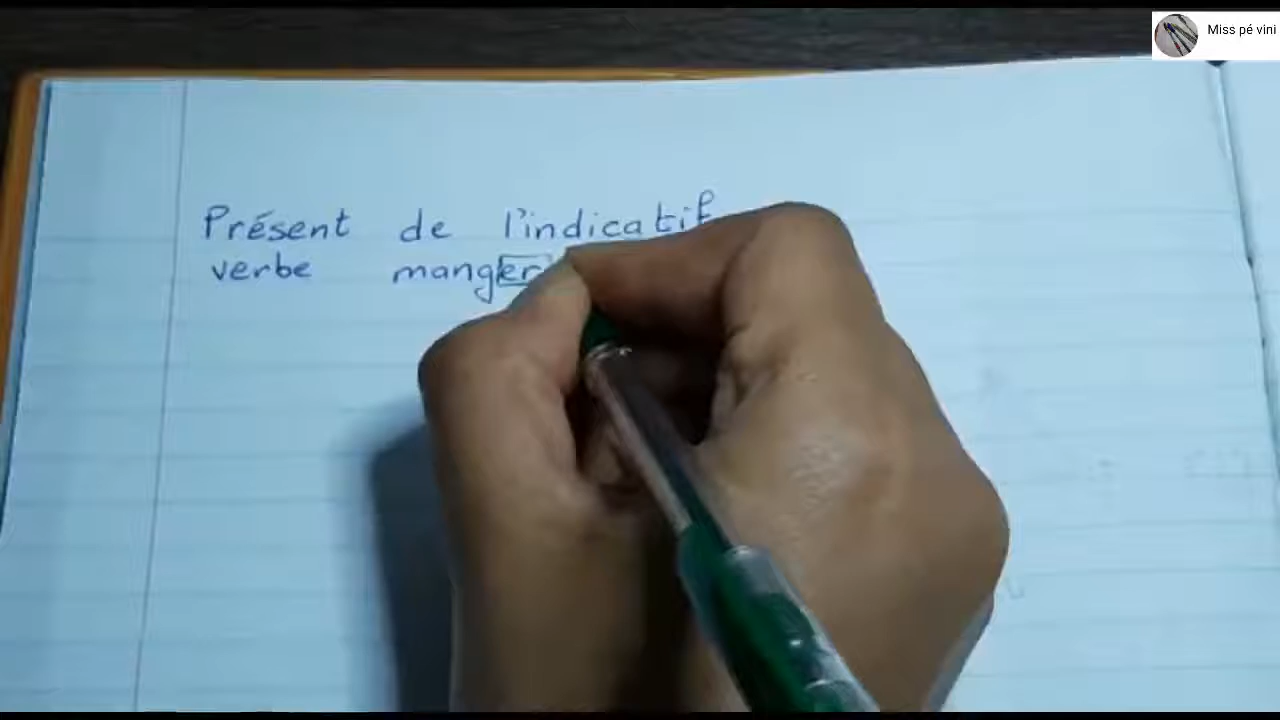 Miss pé vini
Présent de l'indicatif
verbe manger